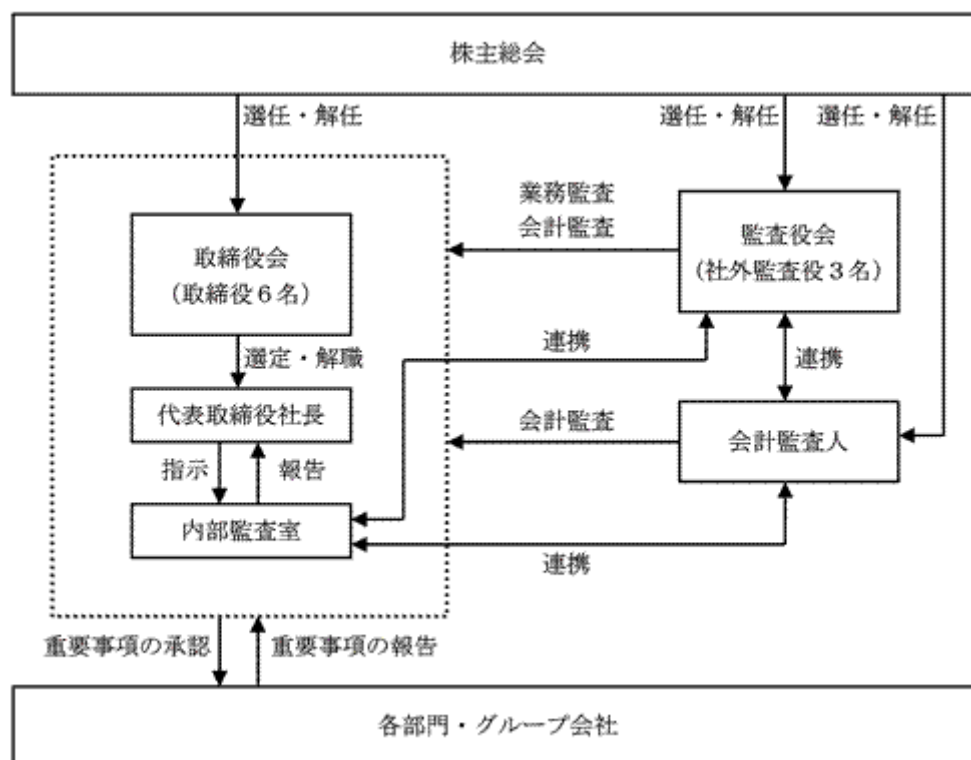 株主総会
選任・解任
選任・解任
選任・解任
業務監査
会計監査
取締役会
（取締役６名）
監査役会
（社外監査役３名）
選定・解職
連携
連携
代表取締役社長
会計監査
会計監査人
指示
報告
内部監査室
連携
重要事項の承認
重要事項の報告
各部門・グループ会社